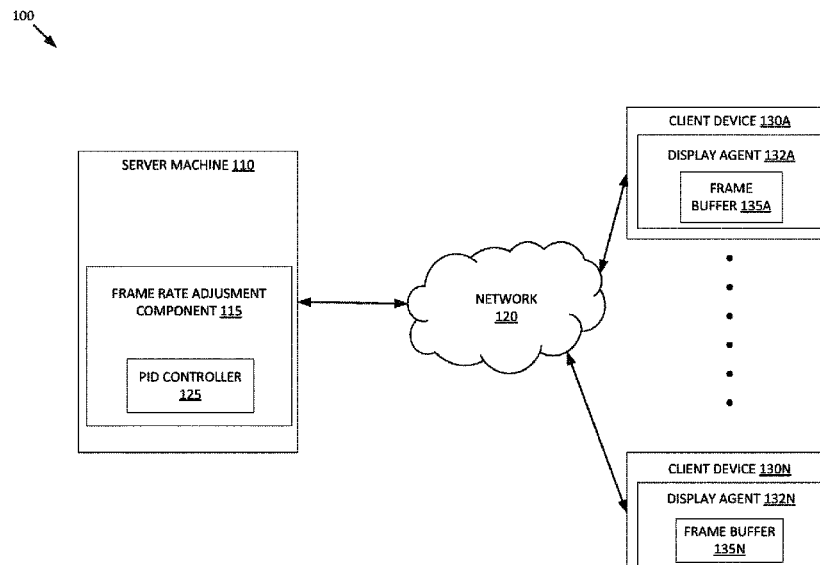 100
SERVER MACHINE 110
FRAME RATE ADJUSMENT
COMPONENT 115
PID CONTROLLER
125
NETWORK
120
CLIENT DEVICE 130A
DISPLAY AGENT 132A
FRAME
BUFFER 135A
CLIENT DEVICE 130N
DISPLAY AGENT 132N
FRAME BUFFER
135N